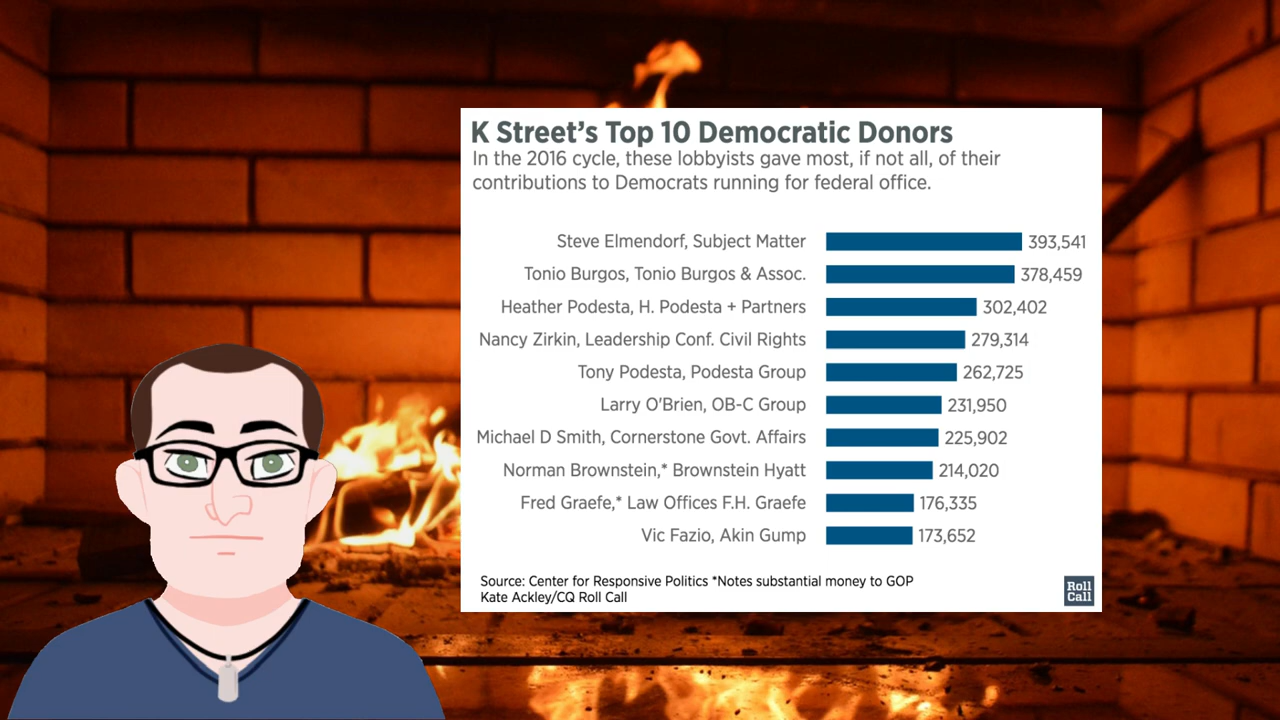 K Street's Top 10 Democratic Donors
In the 2016 cycle, these lobbyists gave most, if not all, of their
contributions to Democrats running for federal office.
Steve Elmendorf, Subject Matter 393,541
Tonio Burgos, Tonio Burgos & Assoc. 378,459
Heather Podesta, H. Podesta + Partners 302,402
Nancy Zirkin, Leadership Conf. Civil Rights 279,314
Tony Podesta, Podesta Group 262,725
Larry O'Brien, OB-C Group 231,950
Michael D Smith, Cornerstone Govt. Affairs 225,902
Norman Brownstein,* Brownstein Hyatt 214,020
Fred Graefe,* Law Offices F.H. Graefe 176,335
Vic Fazio, Akin Gump 173,652
Source: Center for Responsive Politics *Notes substantial money to GOP
Kate Ackley/CQ Roll Call
Roll
Call